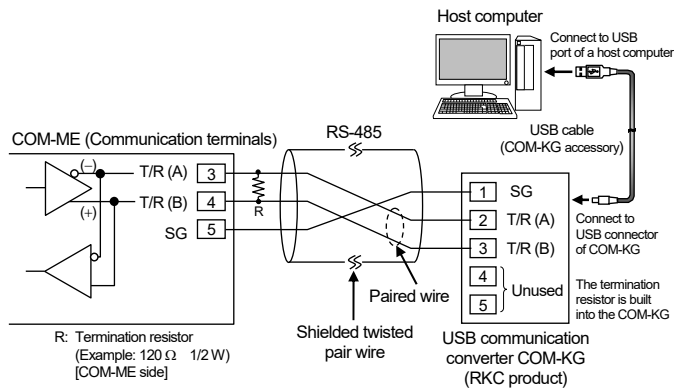 Host computer
Connect to USB
port of a host computer
USB cable
(COM-KG accessory)
COM-ME (Communication terminals)
RS-485
(−)
T/R (A) 3
(+)
T/R (B) 4
SG 5
R
1 SG
2 T/R (A)
3 T/R (B)
4
5
Unused
Connect to
USB connector
of COM-KG
The termination
resistor is built
into the COM-KG
Paired wire
Shielded twisted
pair wire
R: Termination resistor
(Example: 120 Ω 1/2 W)
[COM-ME side]
USB communication
converter COM-KG
(RKC product)